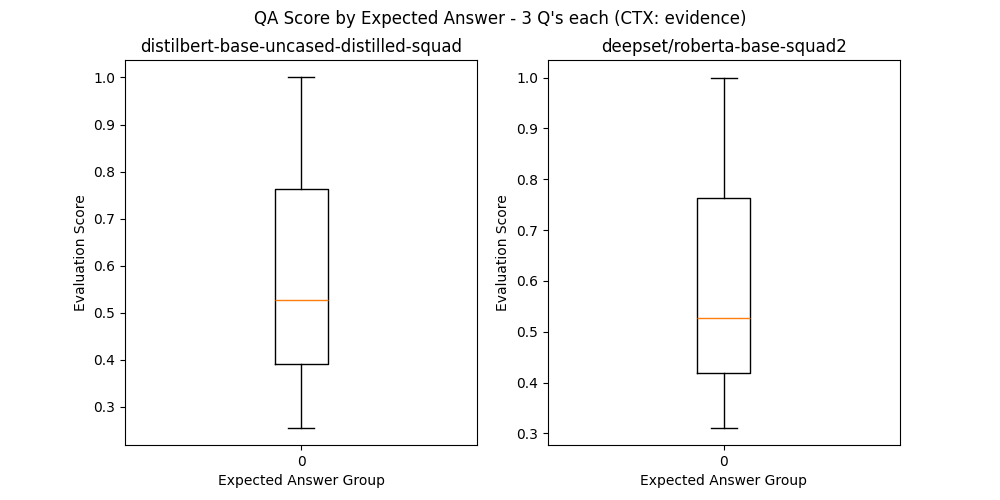 QA Score by Expected Answer - 3 Q's each (CTX: evidence)
distilbert-base-uncased-distilled-squad
1.0
0.9
0.8
0.7
0.6
0.5
0.4
0.3
Evaluation Score
0
Expected Answer Group
deepset/roberta-base-squad2
1.0
0.9
0.8
0.7
0.6
0.5
0.4
0.3
Evaluation Score
0
Expected Answer Group